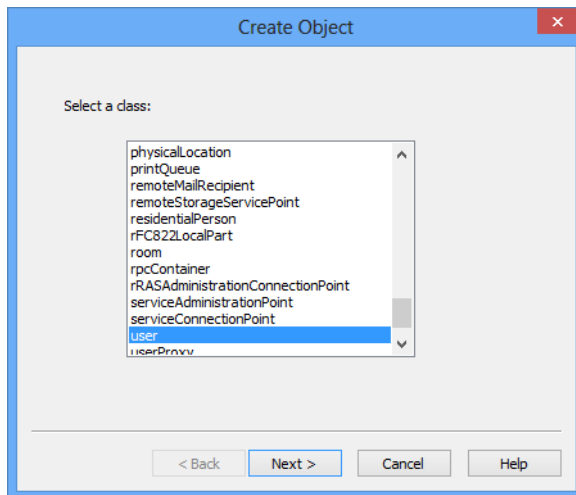 Create Object
Select a class:
physicalLocation
printQueue
remoteMailRecipient
remoteStorageServicePoint
residentialPerson
rFC822LocalPart
room
rpcContainer
rRASAdministrationConnectionPoint
serviceAdministrationPoint
serviceConnectionPoint
user
userProxy
< Back Next > Cancel Help